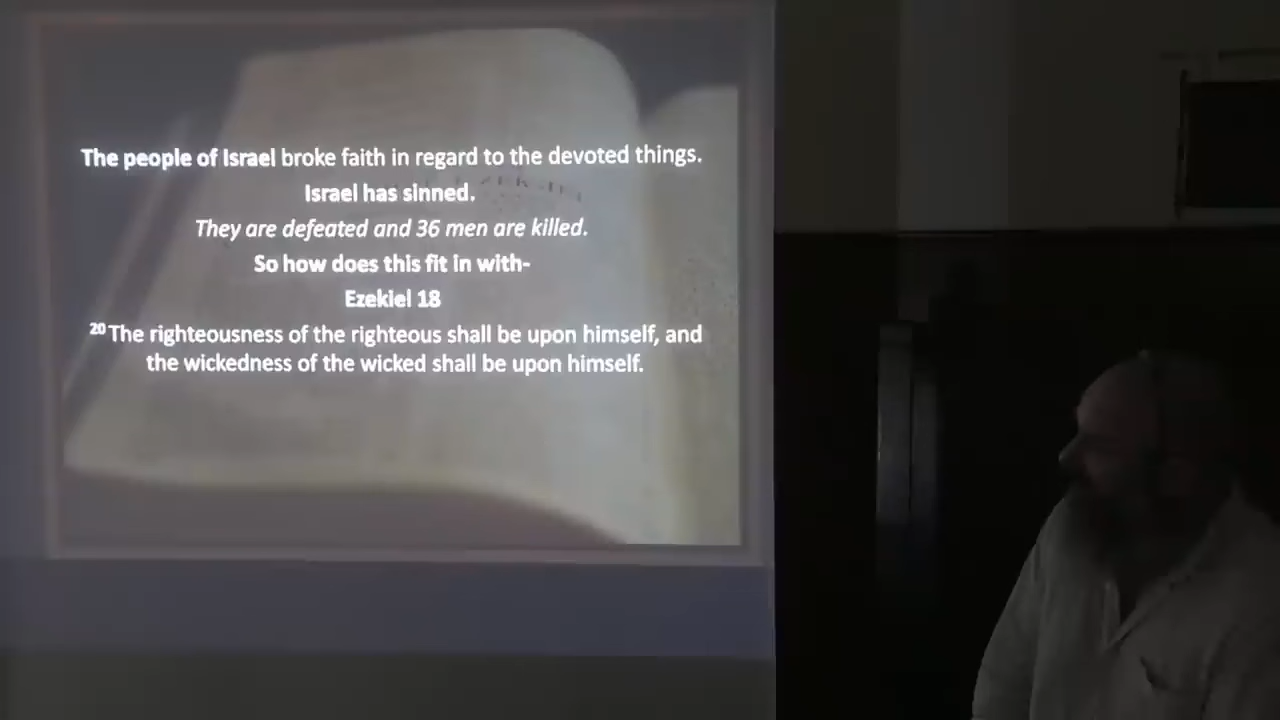 The people of Israel broke faith in regard to the devoted things.
Israel has sinned.
They are defeated and 36 men are killed.
So how does this fit in with-
Ezekiel 18
20 The righteousness of the righteous shall be upon himself, and
the wickedness of the wicked shall be upon himself.